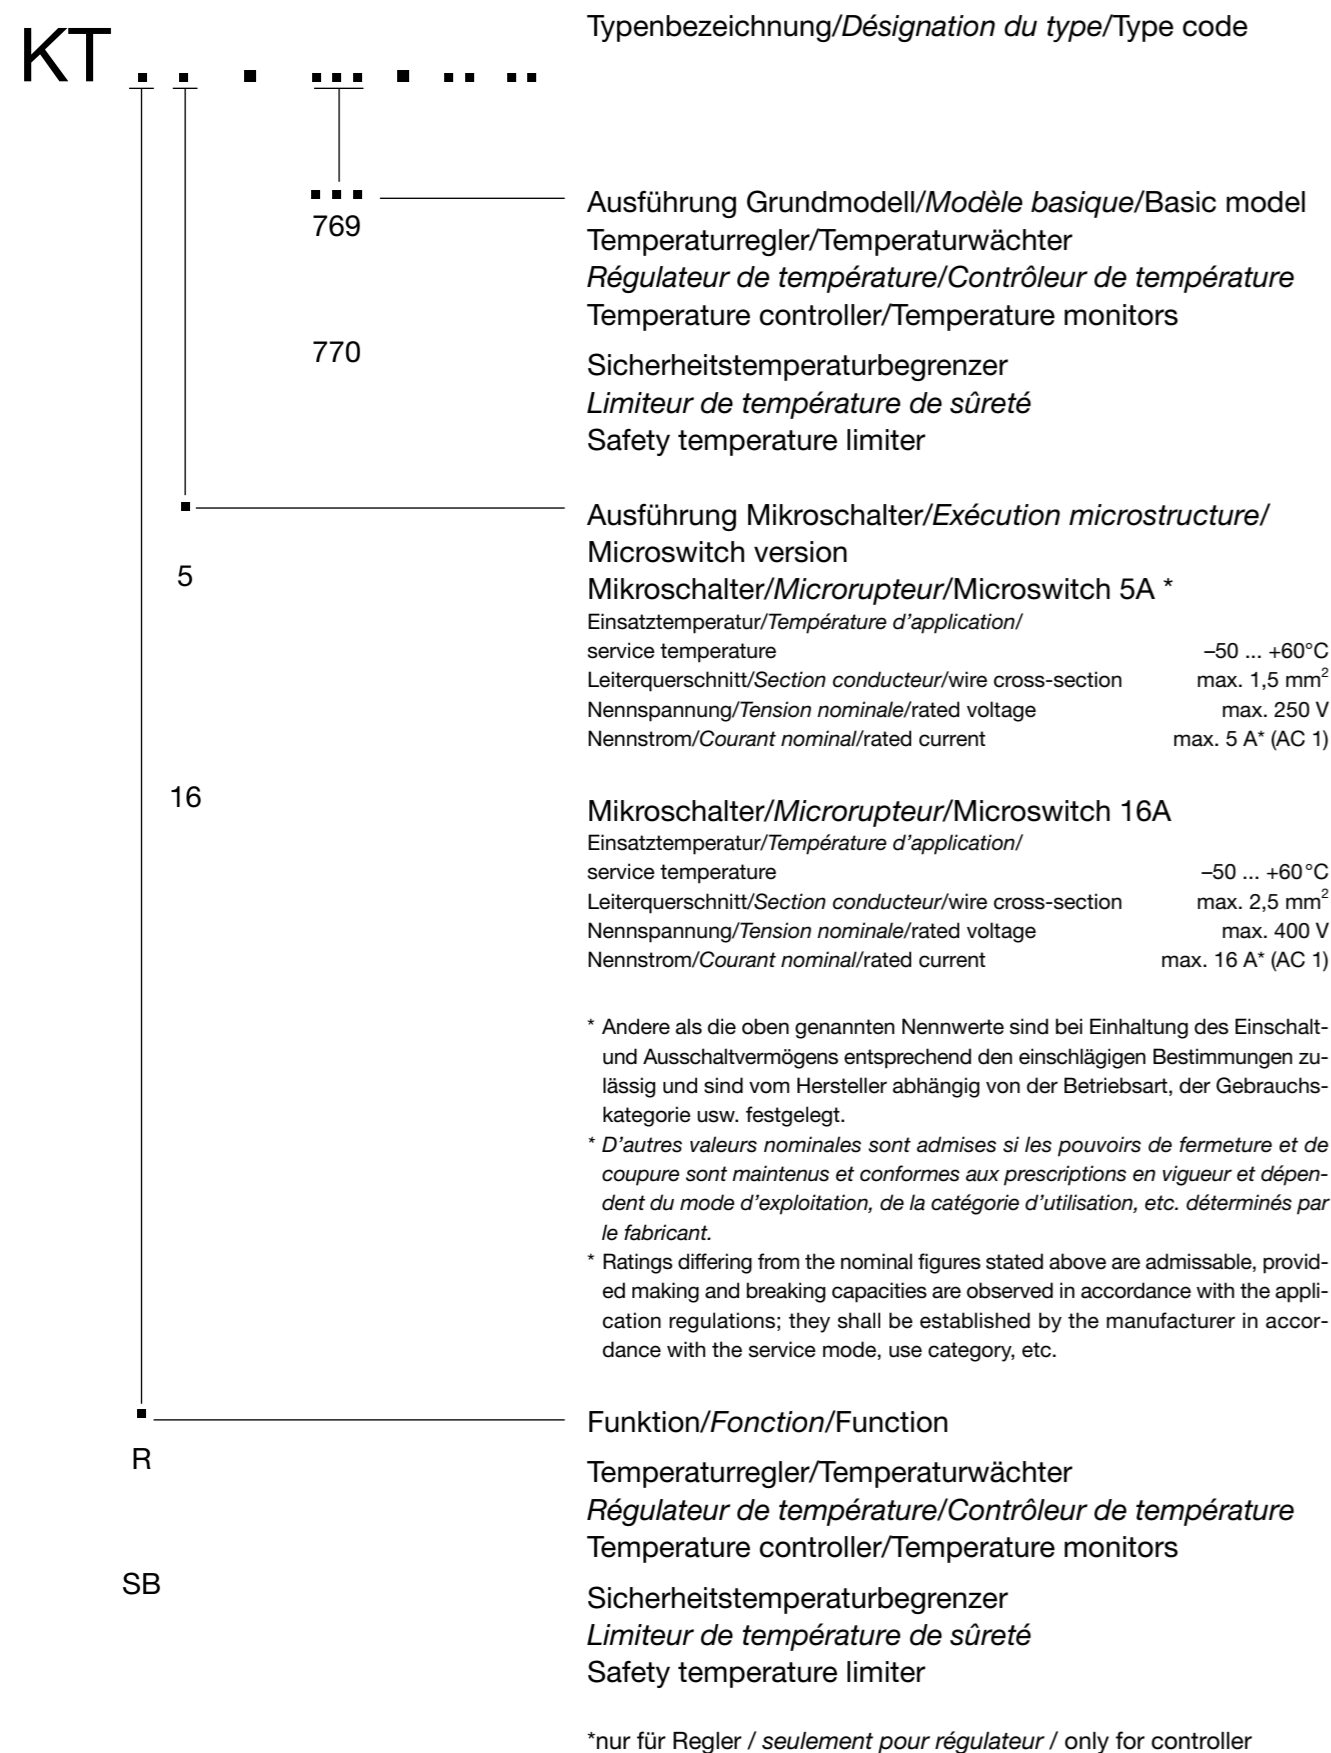 Typenbezeichnung/Désignation du type/Type code
KT
Ausführung Grundmodell/Modèle basique/Basic model
769
Temperaturregler/Temperaturwächter
Régulateur de température/Contrôleur de température
Temperature controller/Temperature monitors
770
Sicherheitstemperaturbegrenzer
Limiteur de température de sûreté
Safety temperature limiter
Ausführung Mikroschalter/Exécution microstructure/
Microswitch version
5
Mikroschalter/Microrupteur/Microswitch 5A *
Einsatztemperatur/Température d’application/
service temperature –50 ... +60°C
Leiterquerschnitt/Section conducteur/wire cross-section max. 1,5 mm²
Nennspannung/Tension nominale/rated voltage max. 250 V
Nennstrom/Courant nominal/rated current max. 5 A* (AC 1)
16
Mikroschalter/Microrupteur/Microswitch 16A
Einsatztemperatur/Température d’application/
service temperature –50 ... +60°C
Leiterquerschnitt/Section conducteur/wire cross-section max. 2,5 mm²
Nennspannung/Tension nominale/rated voltage max. 400 V
Nennstrom/Courant nominal/rated current max. 16 A* (AC 1)
* Andere als die oben genannten Nennwerte sind bei Einhaltung des Einschalt-
und Ausschaltvermögens entsprechend den einschlägigen Bestimmungen zu-
lässig und sind vom Hersteller abhängig von der Betriebsart, der Gebrauchs-
kategorie usw. festgelegt.
* D’autres valeurs nominales sont admises si les pouvoirs de fermeture et de
coupure sont maintenus et conformes aux prescriptions en vigueur et dépen-
dent du mode d’exploitation, de la catégorie d’utilisation, etc. déterminés par
le fabricant.
* Ratings differing from the nominal figures stated above are admissable, provid-
ed making and breaking capacities are observed in accordance with the appli-
cation regulations; they shall be established by the manufacturer in accor-
dance with the service mode, use category, etc.
Funktion/Fonction/Function
R
Temperaturregler/Temperaturwächter
Régulateur de température/Contrôleur de température
Temperature controller/Temperature monitors
SB
Sicherheitstemperaturbegrenzer
Limiteur de température de sûreté
Safety temperature limiter
*nur für Regler / seulement pour régulateur / only for controller